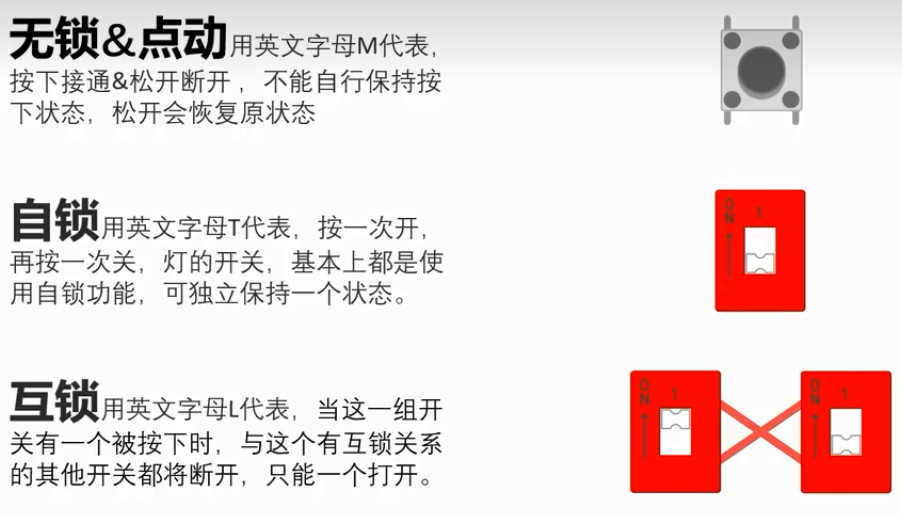 无锁&点动用英文字母M代表，
按下接通&松开断开，不能自行保持按
下状态，松开会恢复原状态
自锁用英文字母T代表，按一次开，
再按一次关，灯的开关，基本上都是使
用自锁功能，可独立保持一个状态。
ON 1
互锁用英文字母L代表，当这一组开
关有一个被按下时，与这个有互锁关系
的其他开关都将断开，只能一个打开。
ON 1
ON 1